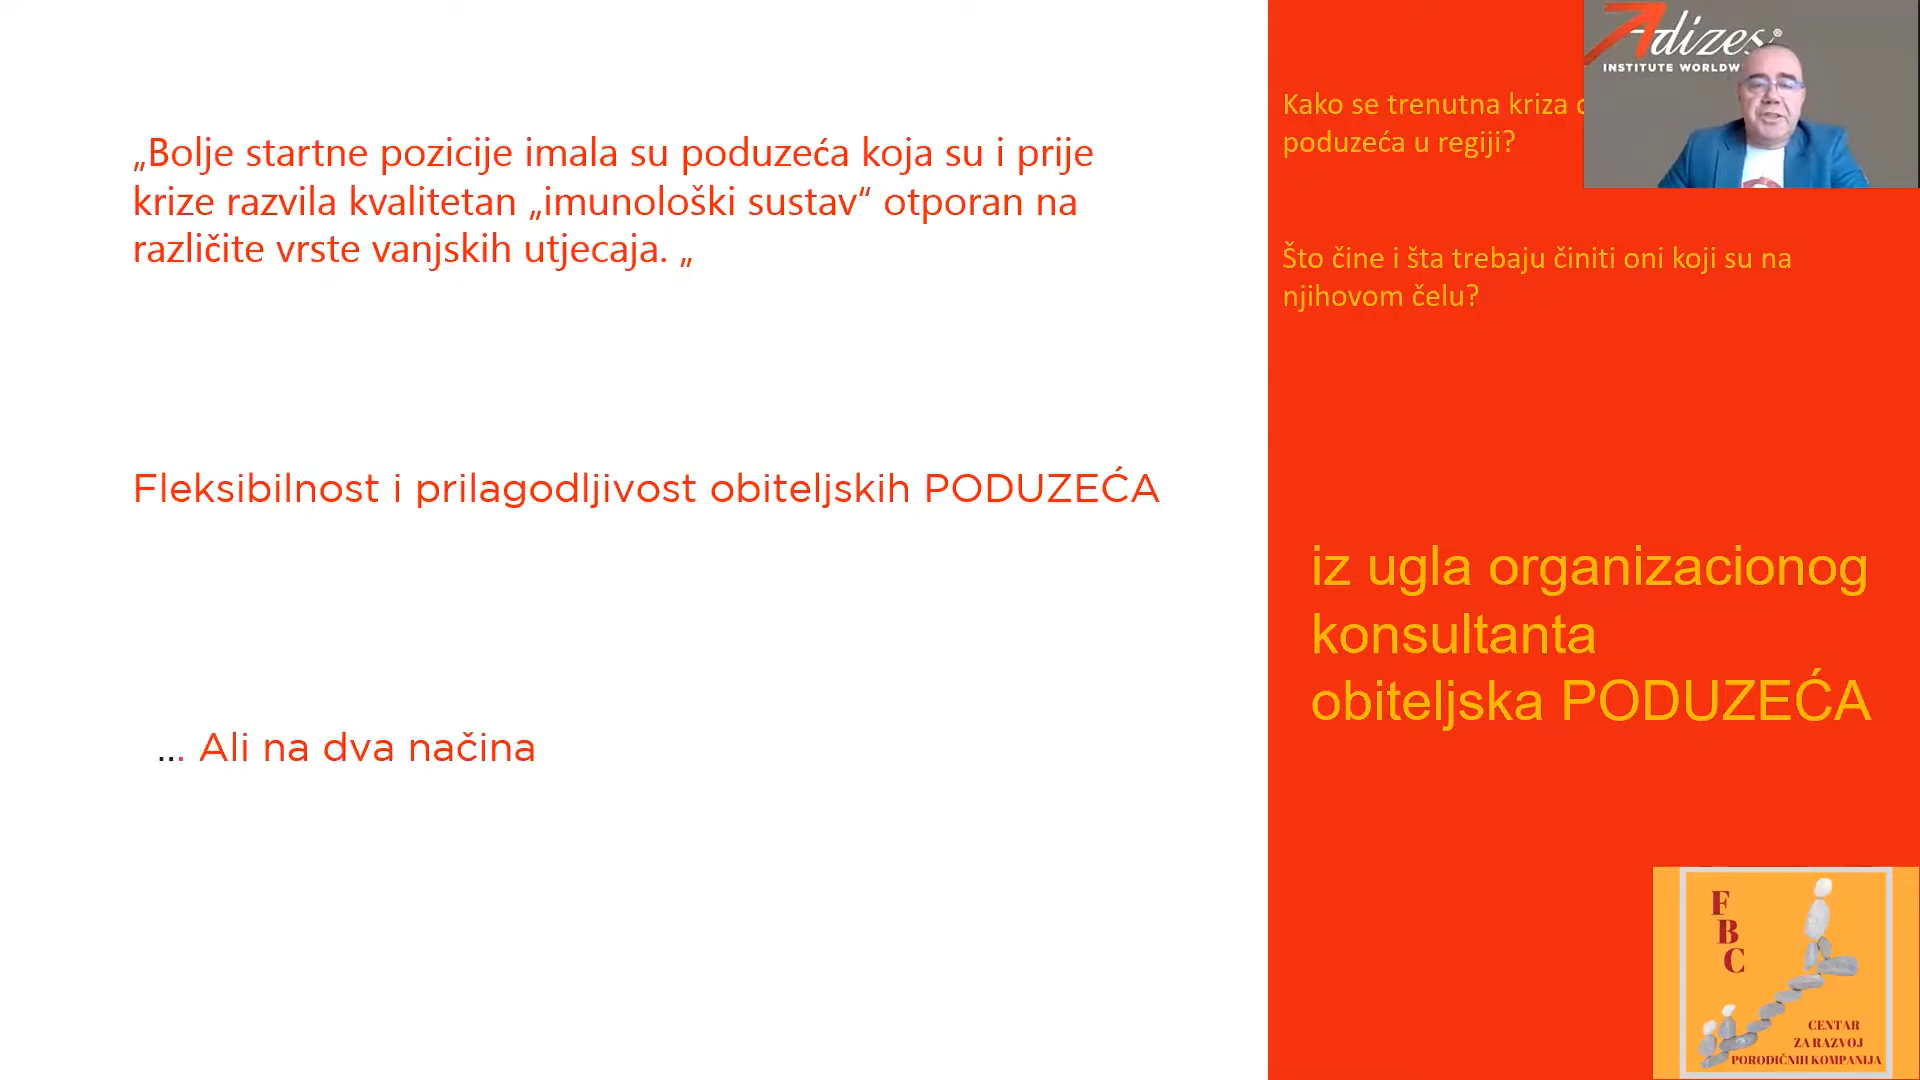 „Bolje startne pozicije imala su poduzeća koja su i prije
krize razvila kvalitetan „imunološki sustav“ otporan na
različite vrste vanjskih utjecaja. „
Fleksibilnost i prilagodljivost obiteljskih PODUZEĆA
... Ali na dva načina
Adizes®
INSTITUTE WORLDW
Kako se trenutna kriza
poduzeća u regiji?
Što čine i šta trebaju činiti oni koji su na
njihovom čelu?
iz ugla organizacionog
konsultanta
obiteljska PODUZEĆA
F
B
C
CENTAR
ZA RAZVOJ
PORODIČNIH KOMPANIJA